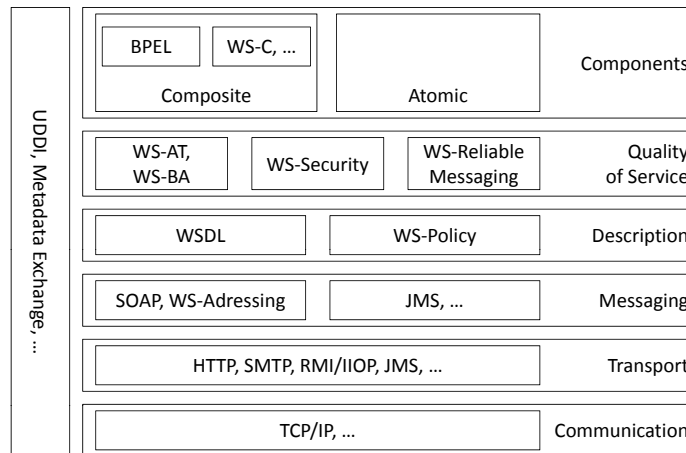 UDDI, Metadata Exchange, ...
BPEL
WS-C, ...
Composite
Atomic
Components
WS-AT,
WS-BA
WS-Security
WS-Reliable
Messaging
Quality
of Service
WSDL
WS-Policy
Description
SOAP, WS-Adressing
JMS, ...
Messaging
HTTP, SMTP, RMI/IIOP, JMS, ...
Transport
TCP/IP, ...
Communication